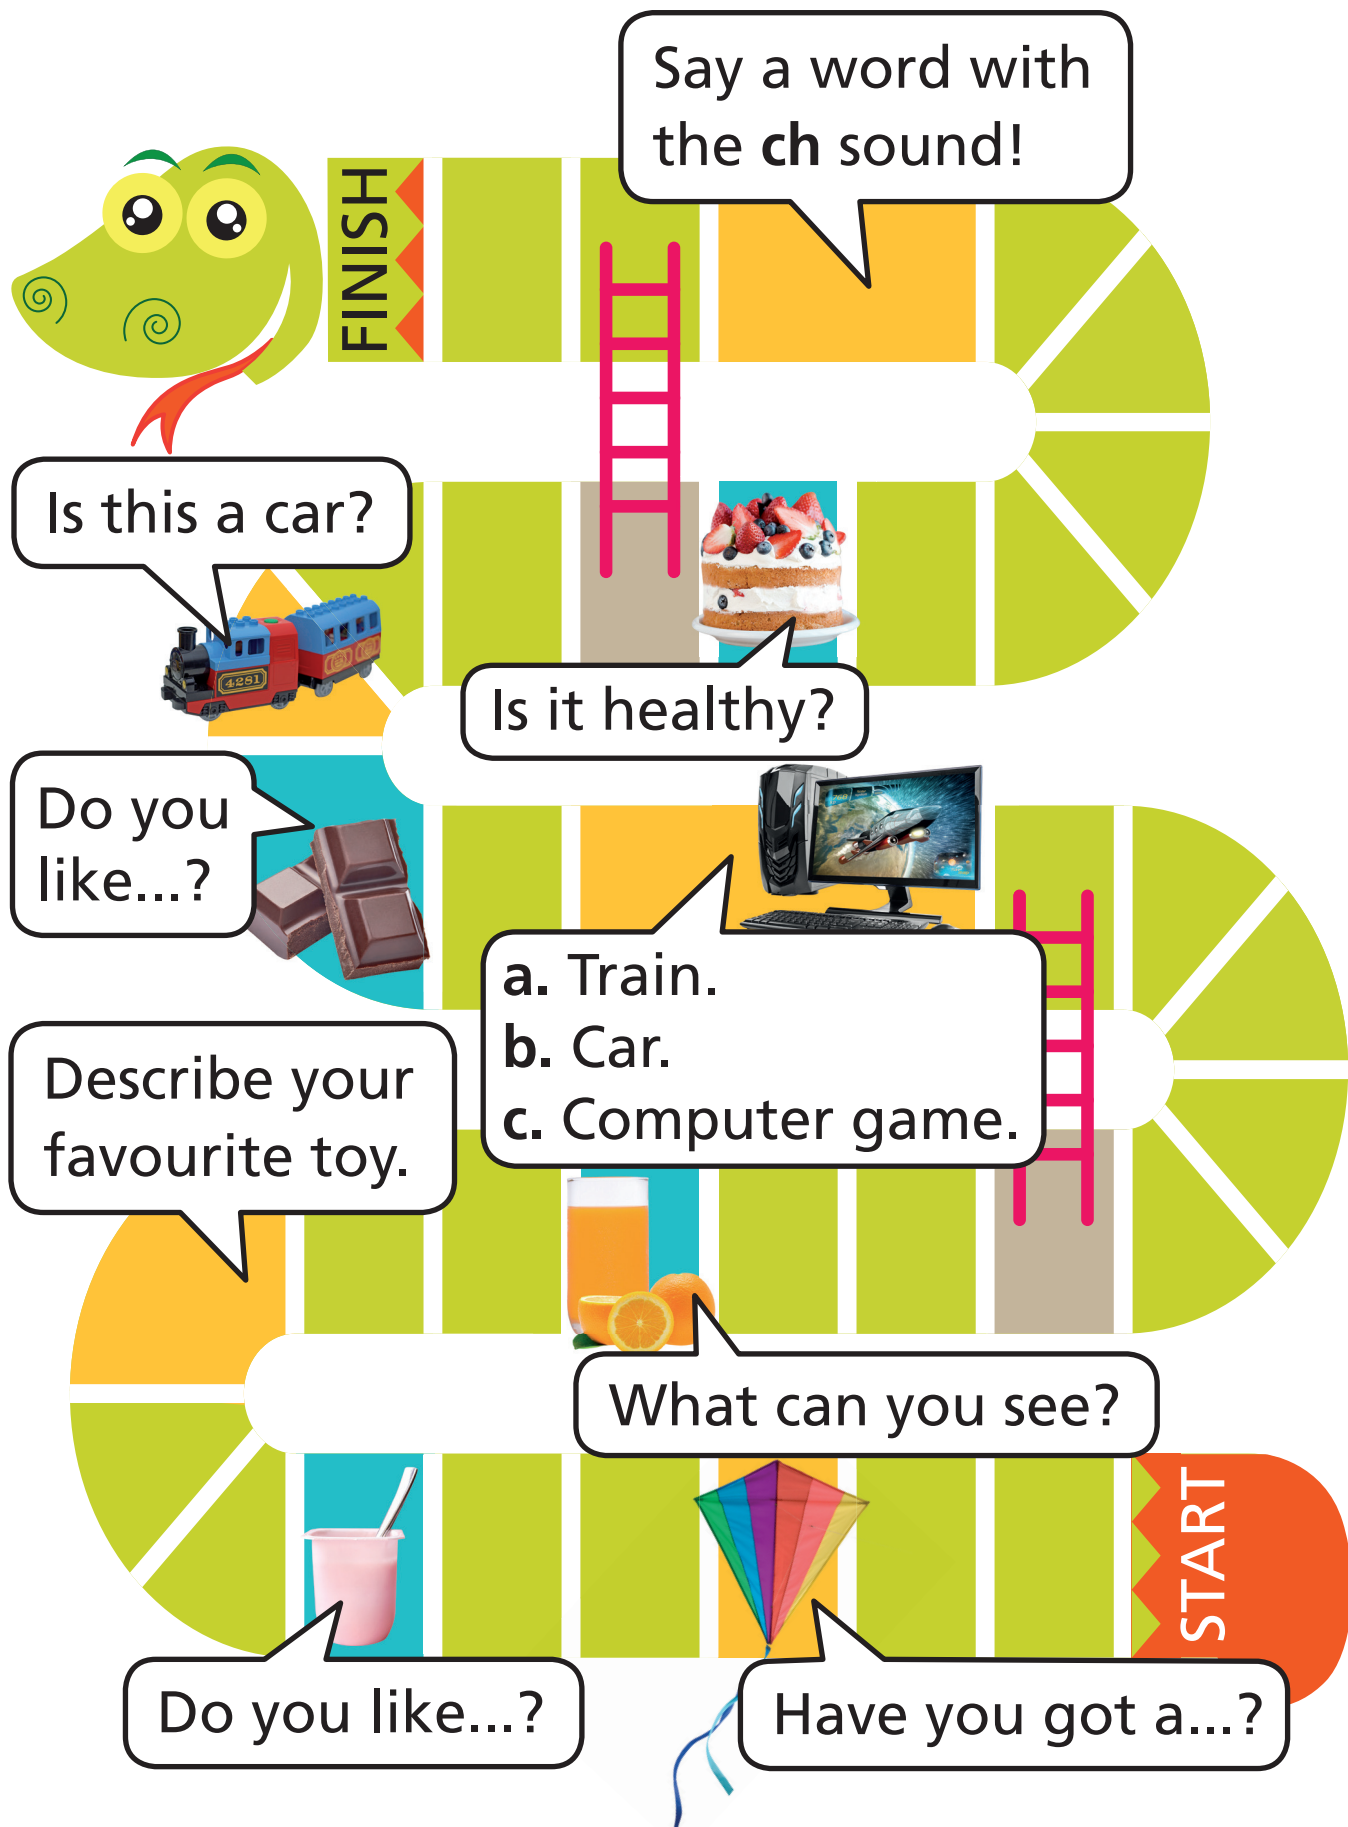 Say a word with
the ch sound!
FINISH
Is this a car?
4281
Is it healthy?
Do you
like...?
a. Train.
b. Car.
c. Computer game.
Describe your
favourite toy.
What can you see?
START
Do you like...?
Have you got a...?